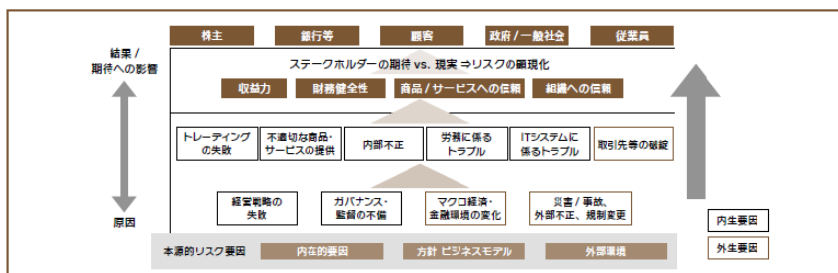 株主 銀行等 顧客 政府/一般社会 従業員
結果/
期待への影響
ステークホルダーの期待 vs. 現実 ⇒リスクの顕現化
収益力 財務健全性 商品/サービスへの信頼 組織への信頼
トレーディング
の失敗
不適切な商品・
サービスの提供
内部不正
労務に係る
トラブル
ITシステムに
係るトラブル
取引先等の破綻
経営戦略の
失敗
ガバナンス・
監督の不備
マクロ経済・
金融環境の変化
災害/事故、
外部不正、規制変更
原因
内生要因
外生要因
本源的リスク要因 内在的要因 方針 ビジネスモデル 外部環境